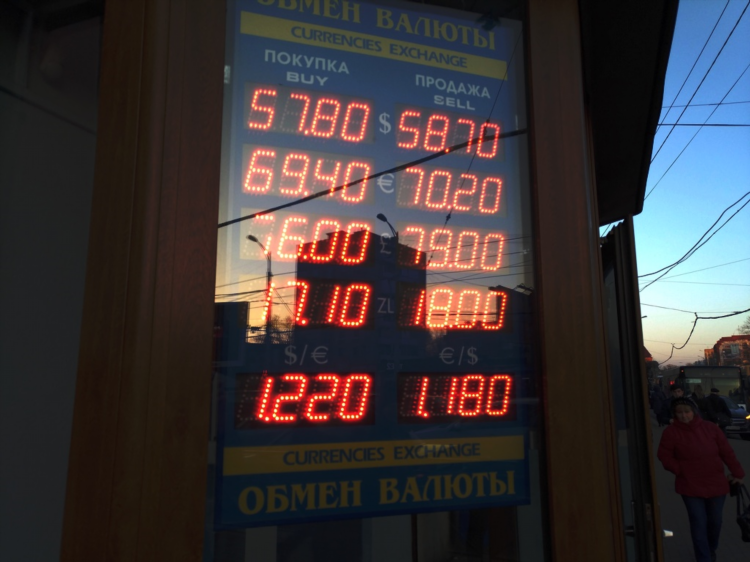 ОБМЕН ВАЛЮТЫ
CURRENCIES EXCHANGE
ПОКУПКА ПРОДАЖА
BUY SELL
57.80 $ 58.70
69.40 € 70.20
76.00 £ 79.00
17.10 ZL 18.00
$/€ €/$
1.220 1.180
CURRENCIES EXCHANGE
ОБМЕН ВАЛЮТЫ